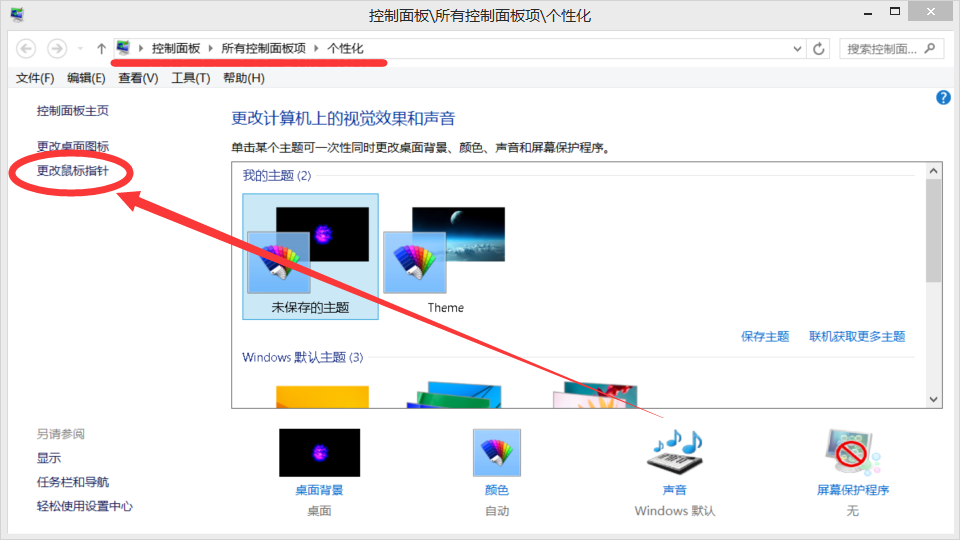 控制面板\所有控制面板项\个性化
控制面板 所有控制面板项 个性化
搜索控制面...
文件(F) 编辑(E) 查看(V) 工具(T) 帮助(H)
控制面板主页
更改桌面图标
更改鼠标指针
更改计算机上的视觉效果和声音
单击某个主题可一次性同时更改桌面背景、颜色、声音和屏幕保护程序。
我的主题 (2)
未保存的主题
Theme
保存主题 联机获取更多主题
Windows 默认主题 (3)
另请参阅
显示
任务栏和导航
轻松使用设置中心
桌面背景
桌面
颜色
自动
声音
Windows 默认
屏幕保护程序
无